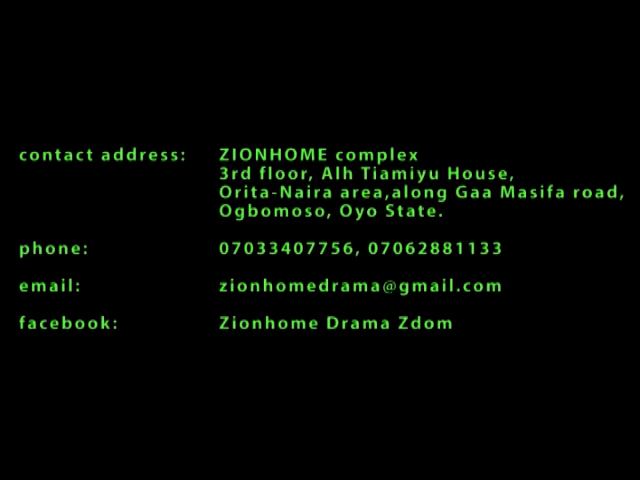 contact address: ZIONHOME complex
3rd floor, Alh Tiamiyu House,
Orita-Naira area,along Gaa Masifa road,
Ogbomoso, Oyo State.
phone: 07033407756, 07062881133
email: zionhomedrama@gmail.com
facebook: Zionhome Drama Zdom